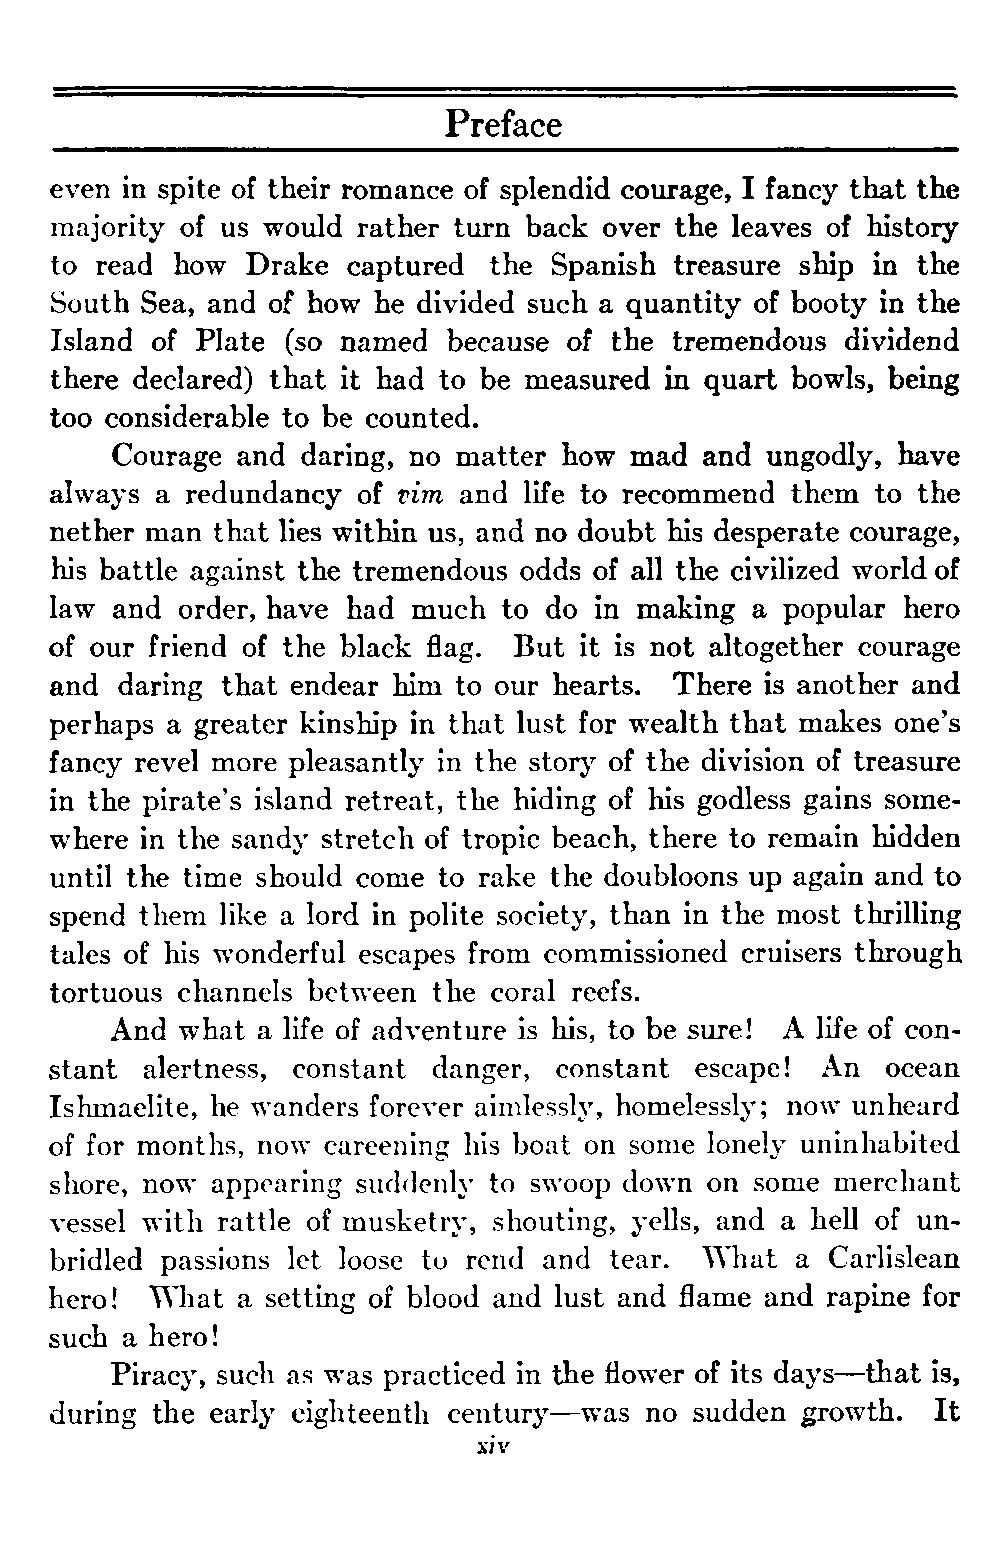 Preface
even in spite of their romance of splendid courage, I fancy that the
majority of us would rather turn back over the leaves of history
to read how Drake captured the Spanish treasure ship in the
South Sea, and of how he divided such a quantity of booty in the
Island of Plate (so named because of the tremendous dividend
there declared) that it had to be measured in quart bowls, being
too considerable to be counted.
Courage and daring, no matter how mad and ungodly, have
always a redundancy of vim and life to recommend them to the
nether man that lies within us, and no doubt his desperate courage,
his battle against the tremendous odds of all the civilized world of
law and order, have had much to do in making a popular hero
of our friend of the black flag. But it is not altogether courage
and daring that endear him to our hearts. There is another and
perhaps a greater kinship in that lust for wealth that makes one's
fancy revel more pleasantly in the story of the division of treasure
in the pirate's island retreat, the hiding of his godless gains some-
where in the sandy stretch of tropic beach, there to remain hidden
until the time should come to rake the doubloons up again and to
spend them like a lord in polite society, than in the most thrilling
tales of his wonderful escapes from commissioned cruisers through
tortuous channels between the coral reefs.
And what a life of adventure is his, to be sure! A life of con-
stant alertness, constant danger, constant escape! An ocean
Ishmaelite, he wanders forever aimlessly, homelessly; now unheard
of for months, now careening his boat on some lonely uninhabited
shore, now appearing suddenly to swoop down on some merchant
vessel with rattle of musketry, shouting, yells, and a hell of un-
bridled passions let loose to rend and tear. What a Carlislean
hero! What a setting of blood and lust and flame and rapine for
such a hero!
Piracy, such as was practiced in the flower of its days—that is,
during the early eighteenth century—was no sudden growth. It
xiv